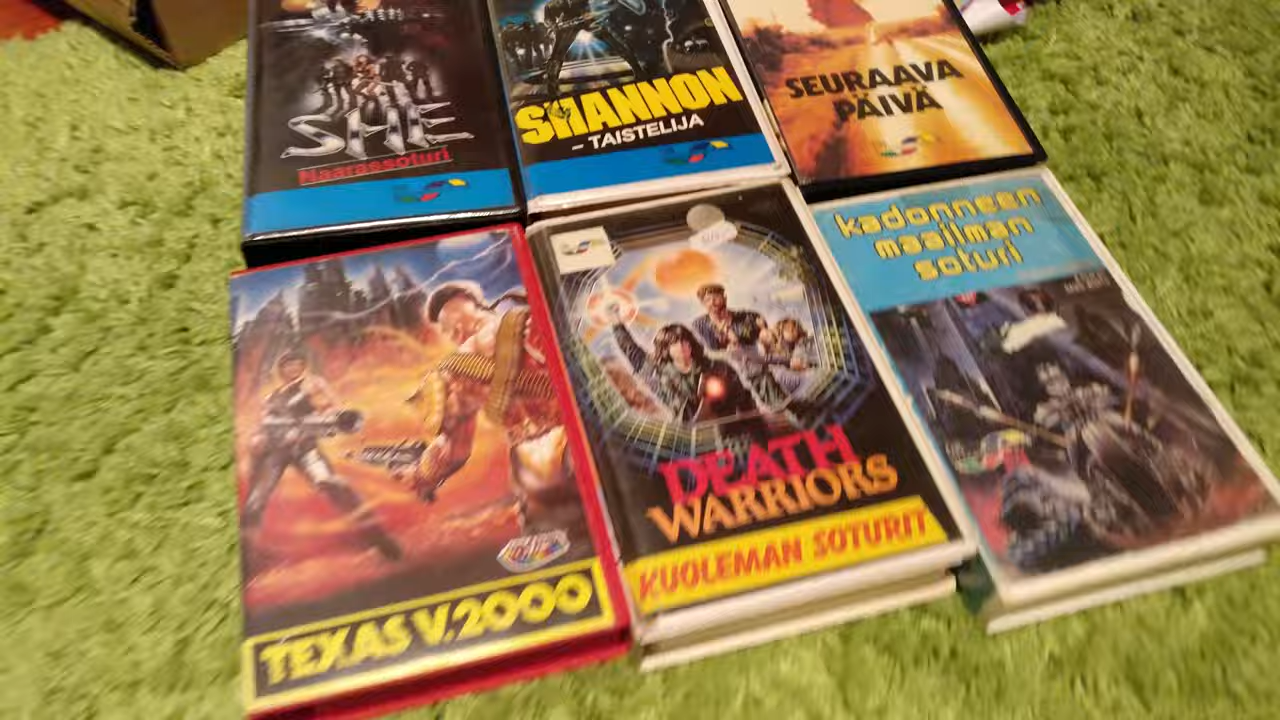 SHE
Naarassoturi
SHANNON
- TAISTELIJA
SEURAAVA
PÄIVÄ
TEXAS V.2000
DEATH
WARRIORS
KUOLEMAN SOTURIT
kadonneen
maailman
soturi